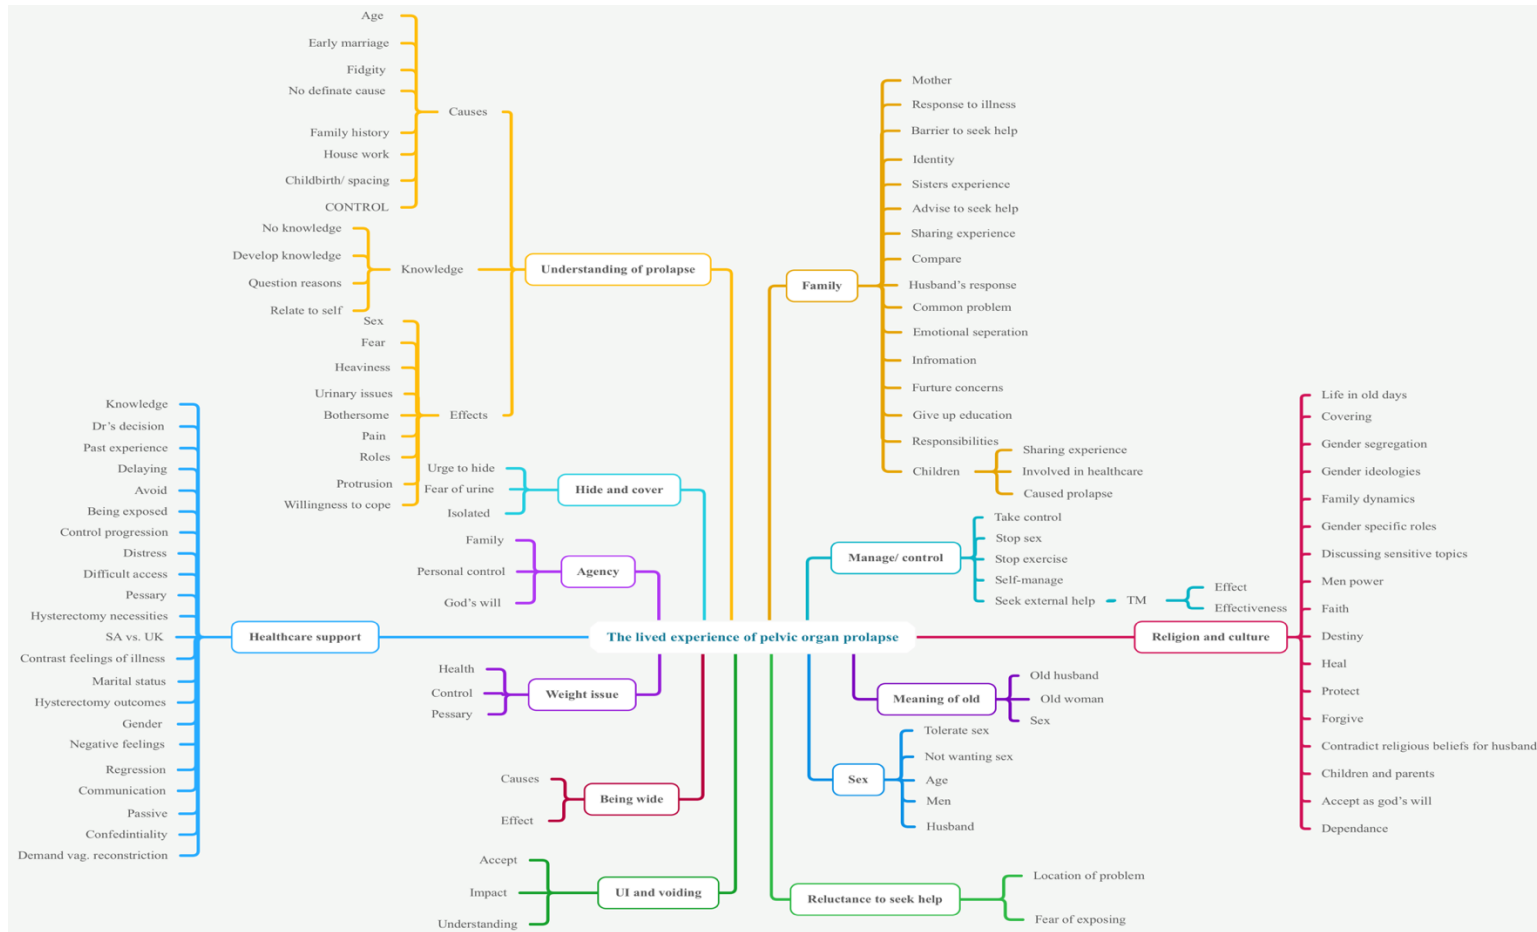 The lived experience of pelvic organ prolapse
Understanding of prolapse
Causes
Age
Early marriage
Fidgity
No definate cause
Family history
House work
Childbirth/ spacing
CONTROL
Knowledge
No knowledge
Develop knowledge
Question reasons
Relate to self
Effects
Sex
Fear
Heaviness
Urinary issues
Bothersome
Pain
Roles
Protrusion
Willingness to cope
Hide and cover
Urge to hide
Fear of urine
Isolated
Agency
Family
Personal control
God's will
Healthcare support
Knowledge
Dr's decision
Past experience
Delaying
Avoid
Being exposed
Control progression
Distress
Difficult access
Pessary
Hysterectomy necessities
SA vs. UK
Contrast feelings of illness
Marital status
Hysterectomy outcomes
Gender
Negative feelings
Regression
Communication
Passive
Confedintiality
Demand vag. reconstriction
Weight issue
Health
Control
Pessary
Being wide
Causes
Effect
UI and voiding
Accept
Impact
Understanding
Family
Mother
Response to illness
Barrier to seek help
Identity
Sisters experience
Advise to seek help
Sharing experience
Compare
Husband's response
Common problem
Emotional seperation
Infromation
Furture concerns
Give up education
Responsibilities
Children
Sharing experience
Involved in healthcare
Caused prolapse
Manage/ control
Take control
Stop sex
Stop exercise
Self-manage
Seek external help
TM
Effect
Effectiveness
Religion and culture
Life in old days
Covering
Gender segregation
Gender ideologies
Family dynamics
Gender specific roles
Discussing sensitive topics
Men power
Faith
Destiny
Heal
Protect
Forgive
Contradict religious beliefs for husband
Children and parents
Accept as god's will
Dependance
Meaning of old
Old husband
Old woman
Sex
Sex
Tolerate sex
Not wanting sex
Age
Men
Husband
Reluctance to seek help
Location of problem
Fear of exposing